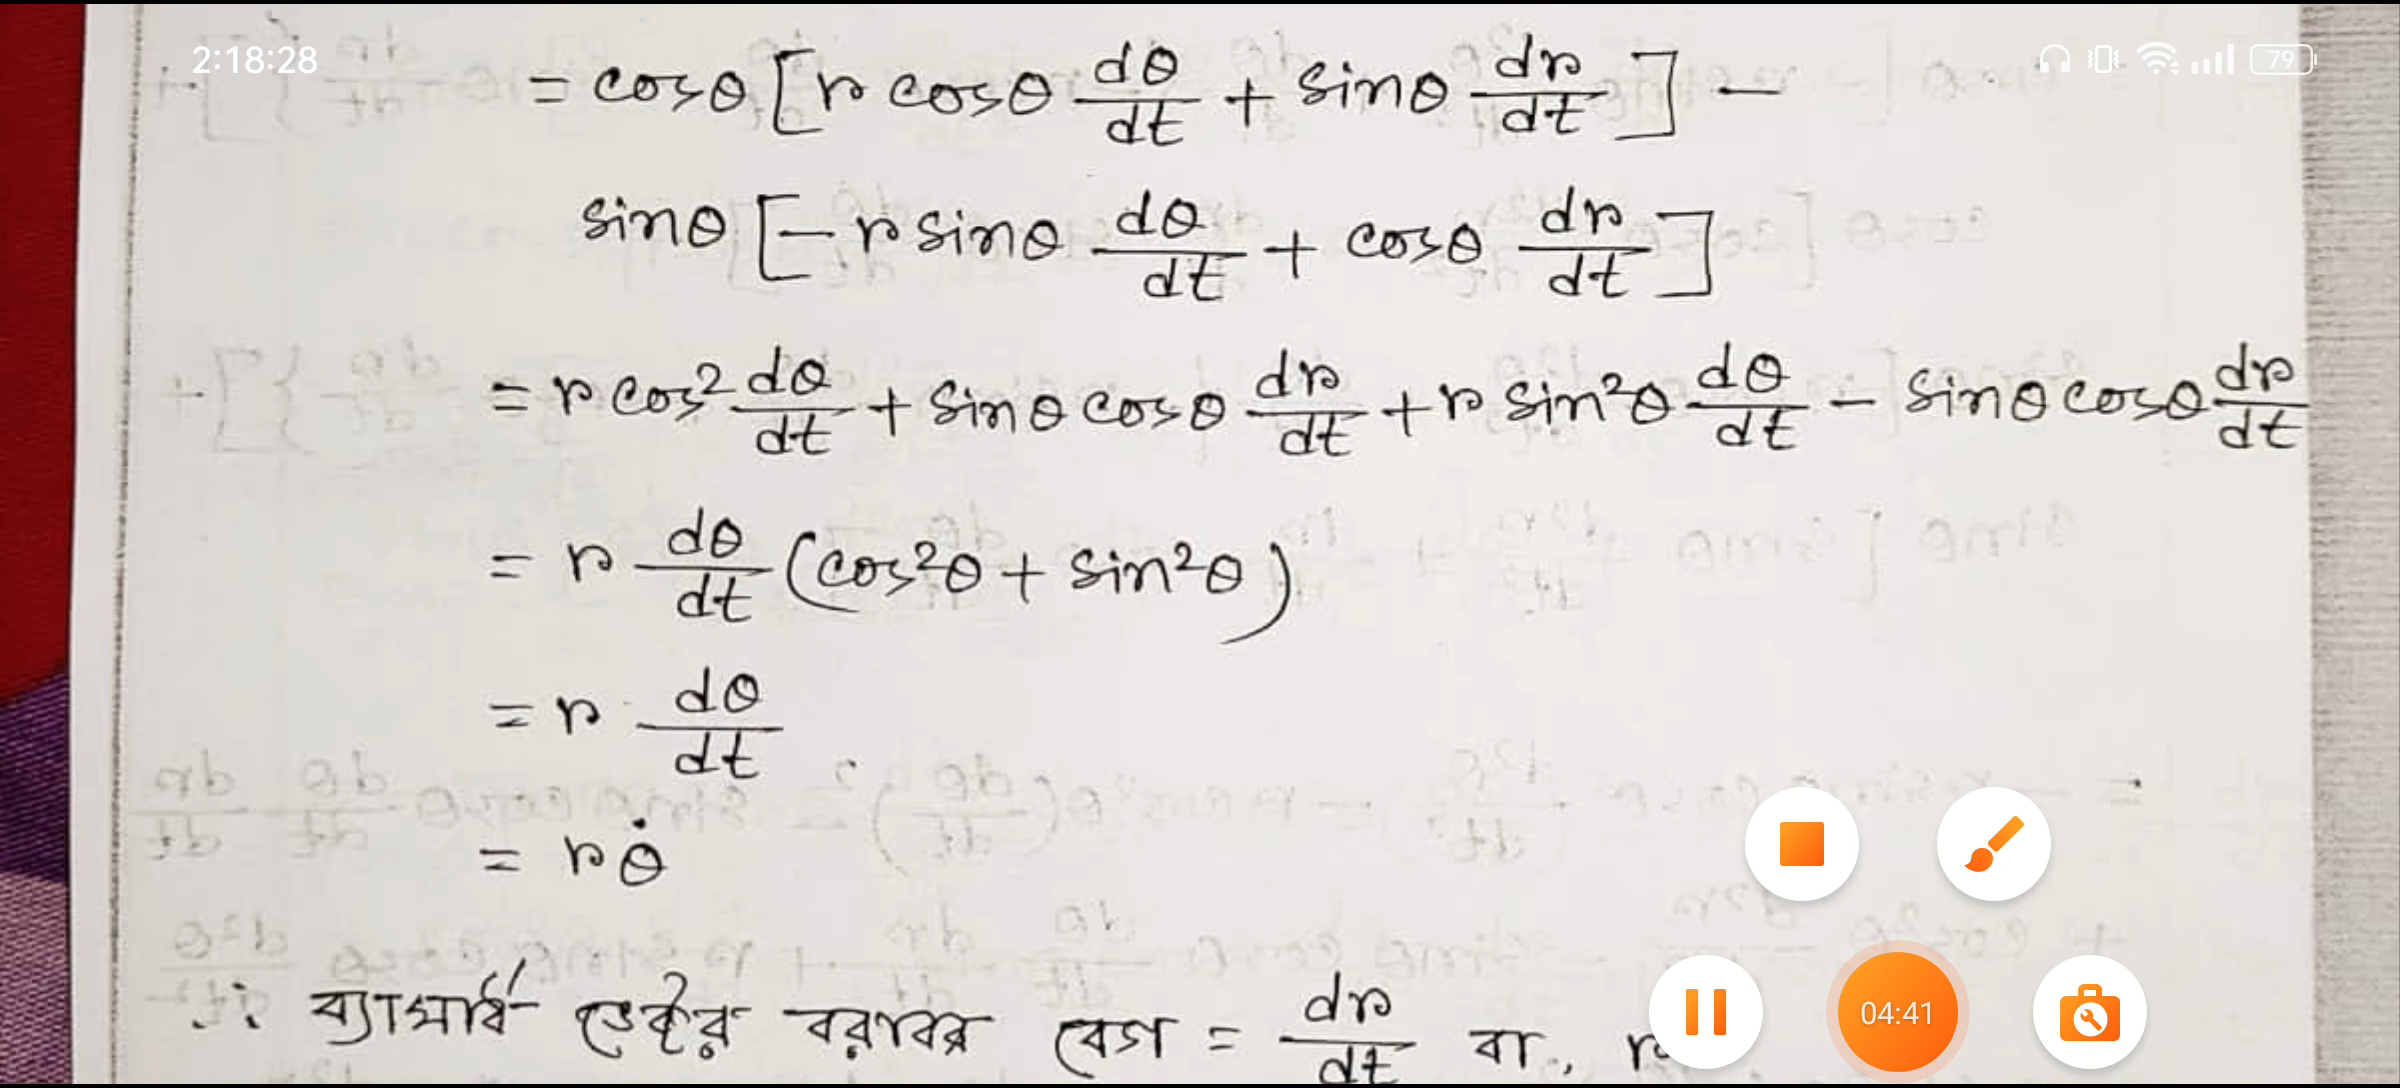 2:18:28
79
= cosθ [r cosθ dθ/dt + sinθ dr/dt] -
sinθ [- r sinθ dθ/dt + cosθ dr/dt]
= r cos² dθ/dt + sinθ cosθ dr/dt + r sin²θ dθ/dt - sinθ cosθ dr/dt
= r dθ/dt (cos²θ + sin²θ)
= r dθ/dt
= r θ̇
∴ ব্যাসার্ধ ভেক্টর বরাবর বেগ = dr/dt বা, r
04:41